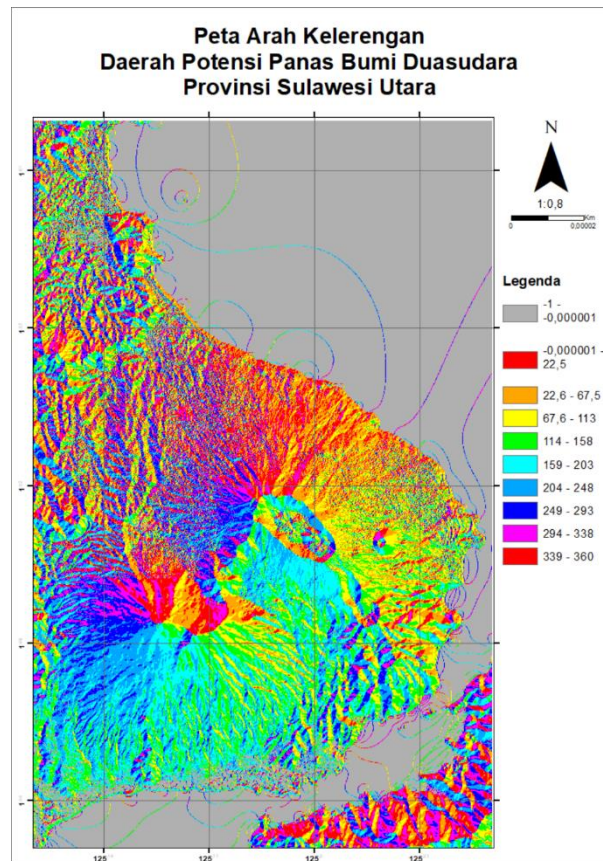 Peta Arah Kelerengan
Daerah Potensi Panas Bumi Duasudara
Provinsi Sulawesi Utara
N
1:0,8
Km
0
0,00002
Legenda
-1 -
-0,000001
-0,000001 -
22,5
22,6 - 67,5
67,6 - 113
114 - 158
159 - 203
204 - 248
249 - 293
294 - 338
339 - 360
125
125
125
125